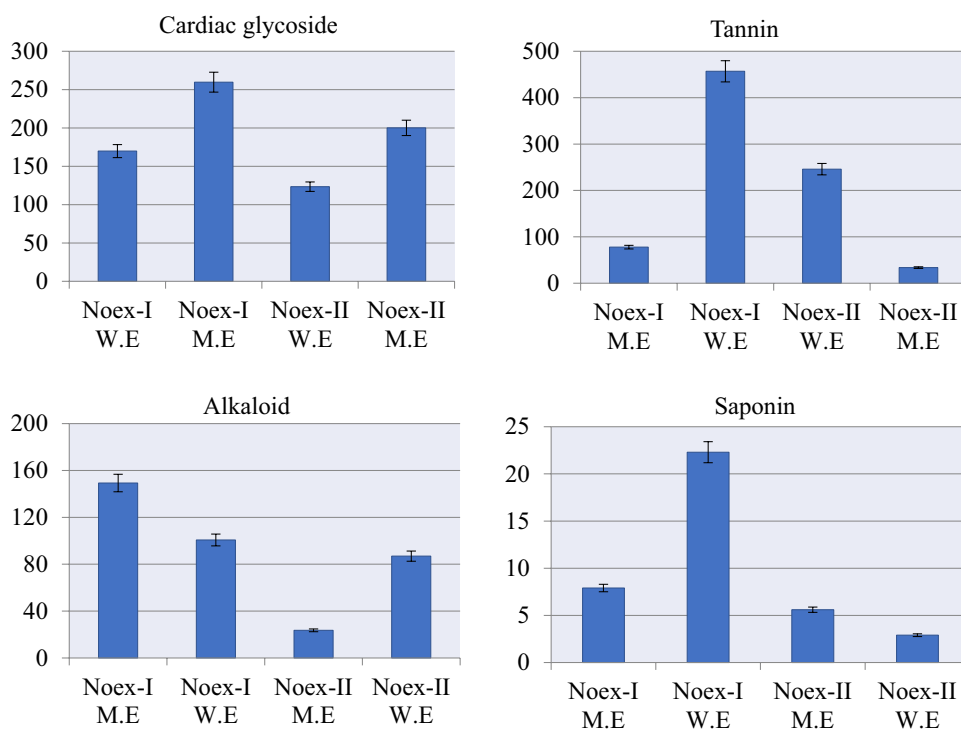 Cardiac glycoside
300
250
200
150
100
50
0
Noex-I Noex-I Noex-II Noex-II
W.E M.E W.E M.E
Tannin
500
400
300
200
100
0
Noex-I Noex-I Noex-II Noex-II
M.E W.E W.E M.E
Alkaloid
200
160
120
80
40
0
Noex-I Noex-I Noex-II Noex-II
M.E W.E M.E W.E
Saponin
25
20
15
10
5
0
Noex-I Noex-I Noex-II Noex-II
M.E W.E M.E W.E